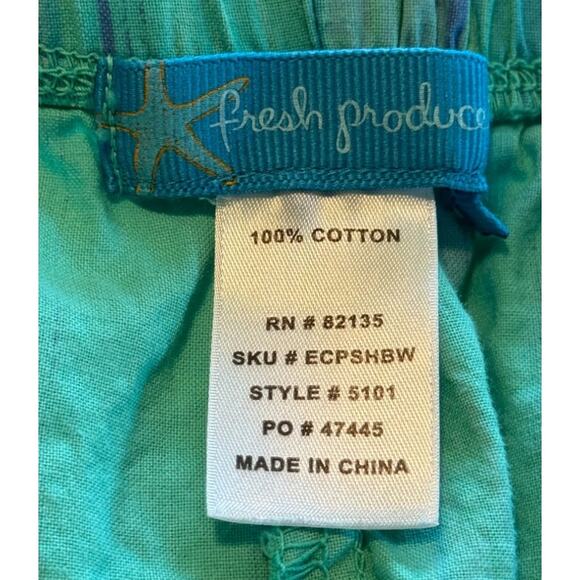 fresh produce
100% COTTON
RN # 82135
SKU # ECPSHBW
STYLE # 5101
PO # 47445
MADE IN CHINA